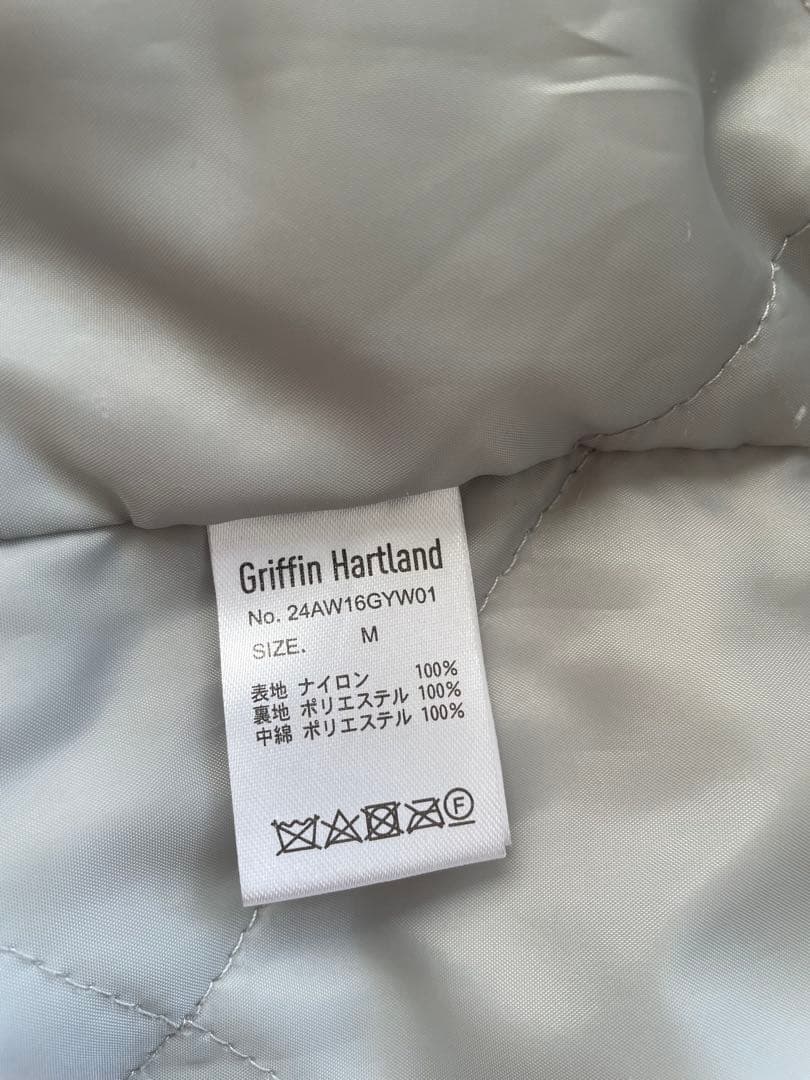 Griffin Hartland
No. 24AW16GYW01
SIZE. M
表地 ナイロン 100%
裏地 ポリエステル 100%
中綿 ポリエステル 100%
F